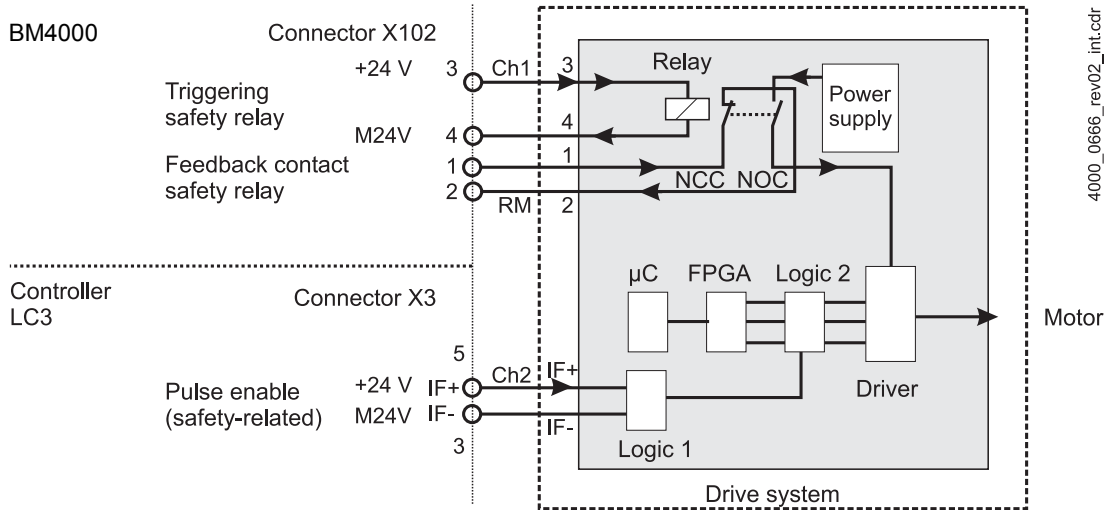 BM4000
Connector X102
+24 V 3 Ch1 3
Relay
Triggering
safety relay
Power
supply
M24V 4 4
Feedback contact
safety relay
1 1
NCC NOC
2 RM 2
Controller
LC3
Connector X3
µC FPGA Logic 2
Motor
5
Pulse enable
(safety-related)
+24 V IF+ Ch2 IF+
M24V IF- IF-
3
Driver
Logic 1
Drive system
4000_0666_rev02_int.cdr